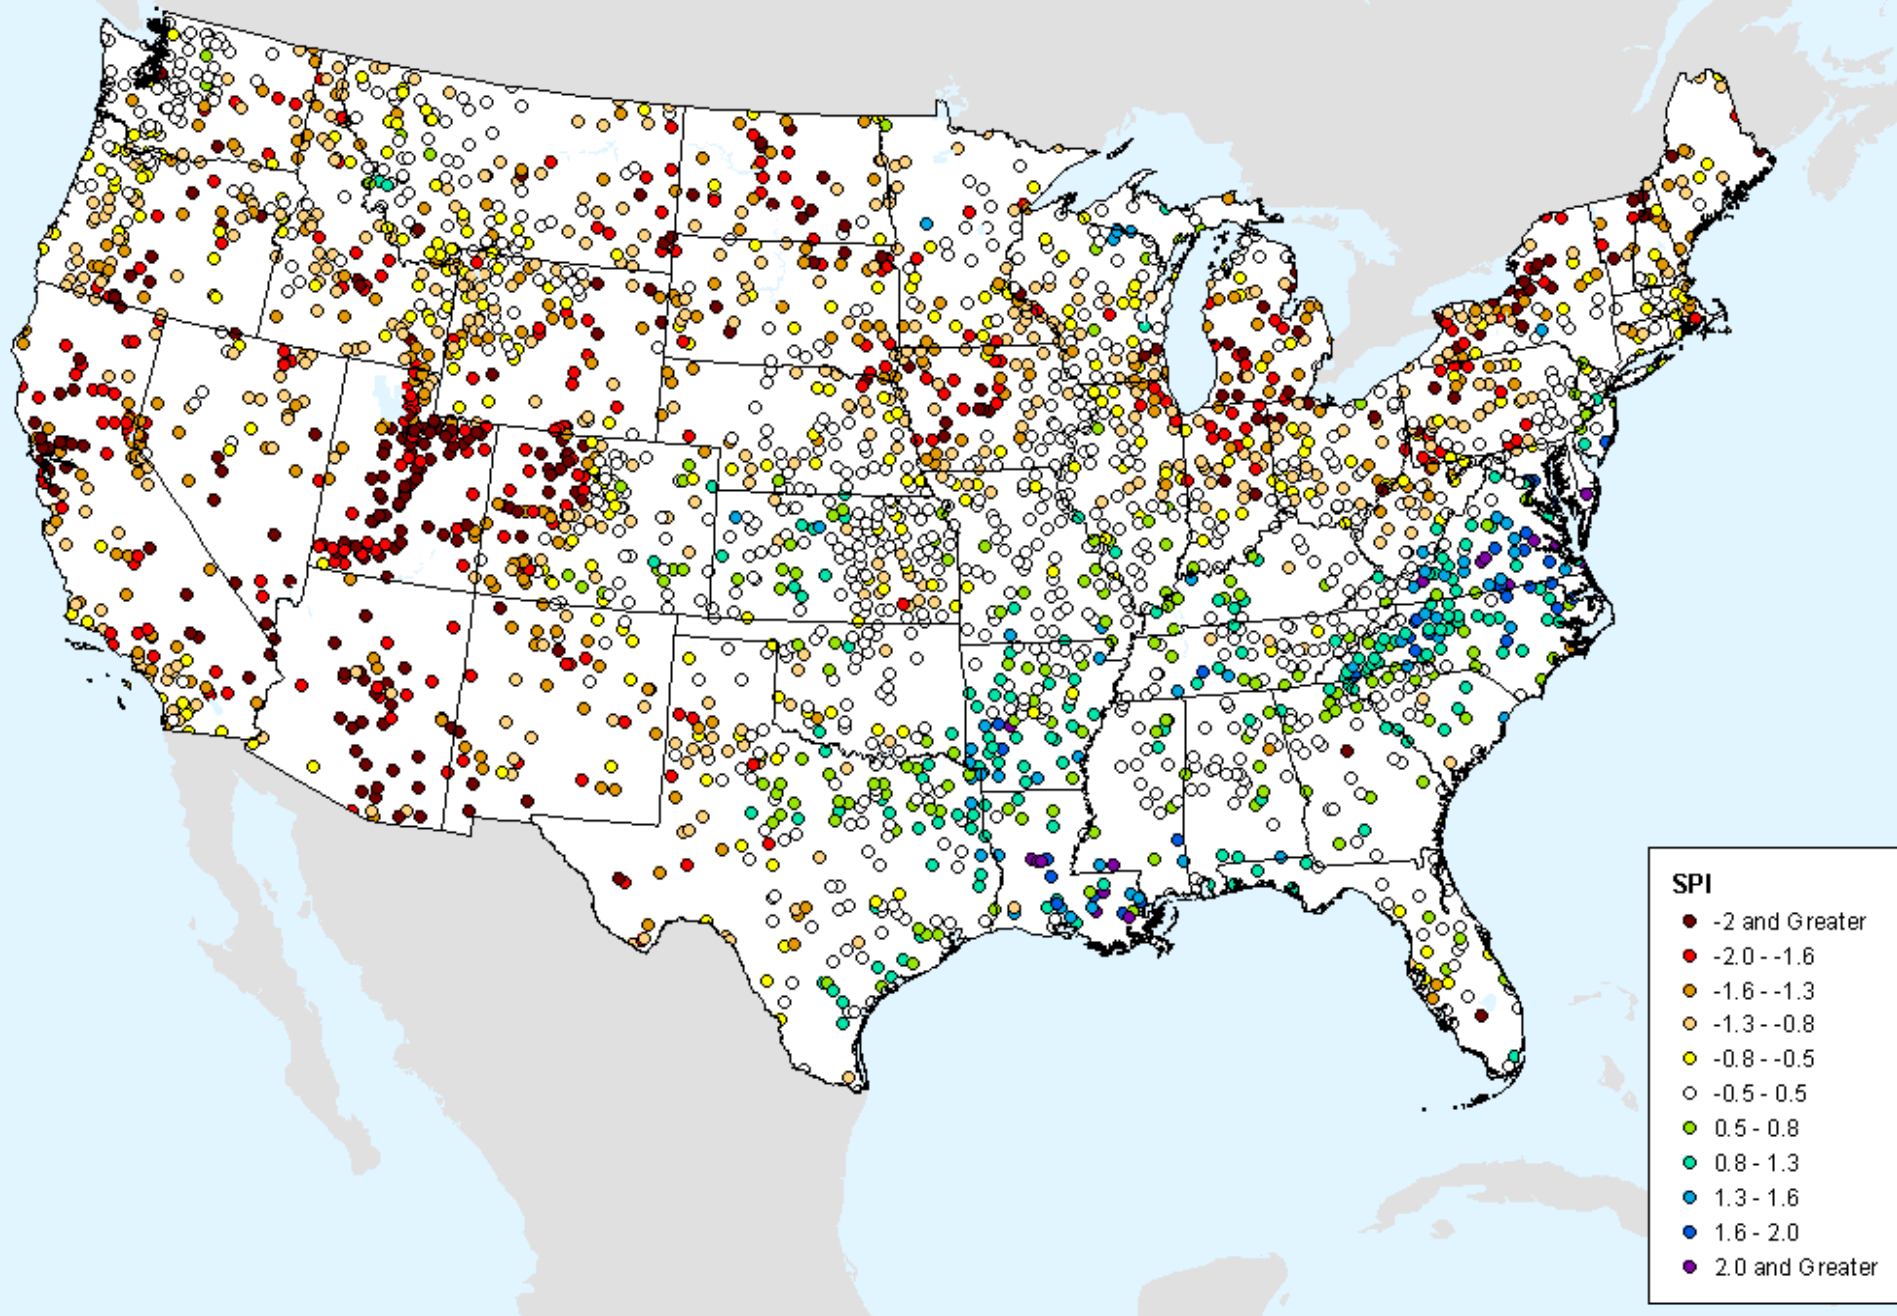 SPI
-2 and Greater
-2.0 - -1.6
-1.6 - -1.3
-1.3 - -0.8
-0.8 - -0.5
-0.5 - 0.5
0.5 - 0.8
0.8 - 1.3
1.3 - 1.6
1.6 - 2.0
2.0 and Greater